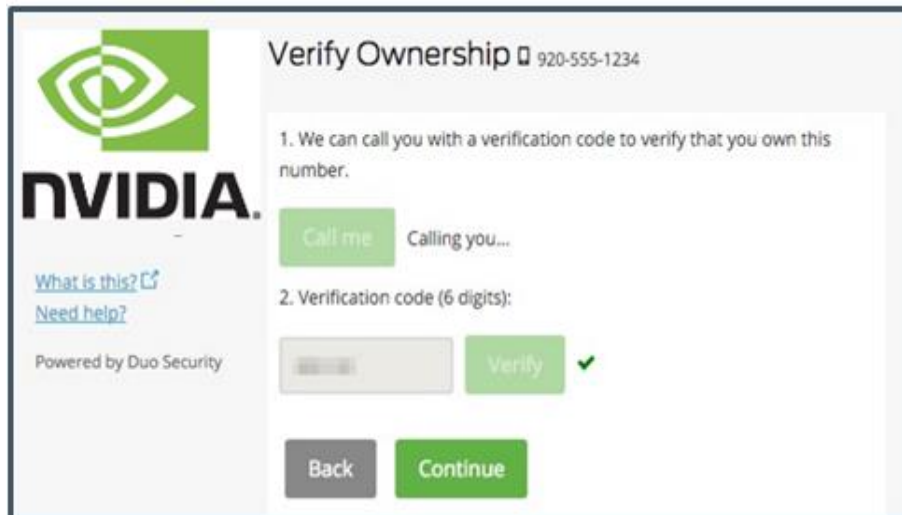 NVIDIA.
What is this?
Need help?
Powered by Duo Security
Verify Ownership 920-555-1234
1. We can call you with a verification code to verify that you own this
number.
Call me Calling you...
2. Verification code (6 digits):
Verify
Back Continue